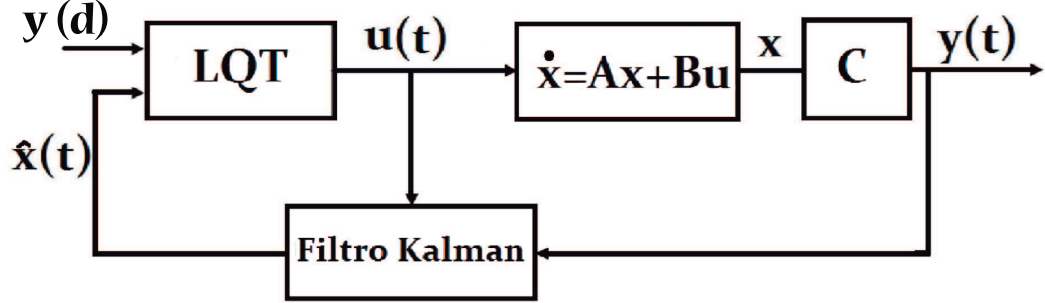 y (d)
LQT
u(t)
ẋ=Ax+Bu
x
C
y(t)
x̂(t)
Filtro Kalman